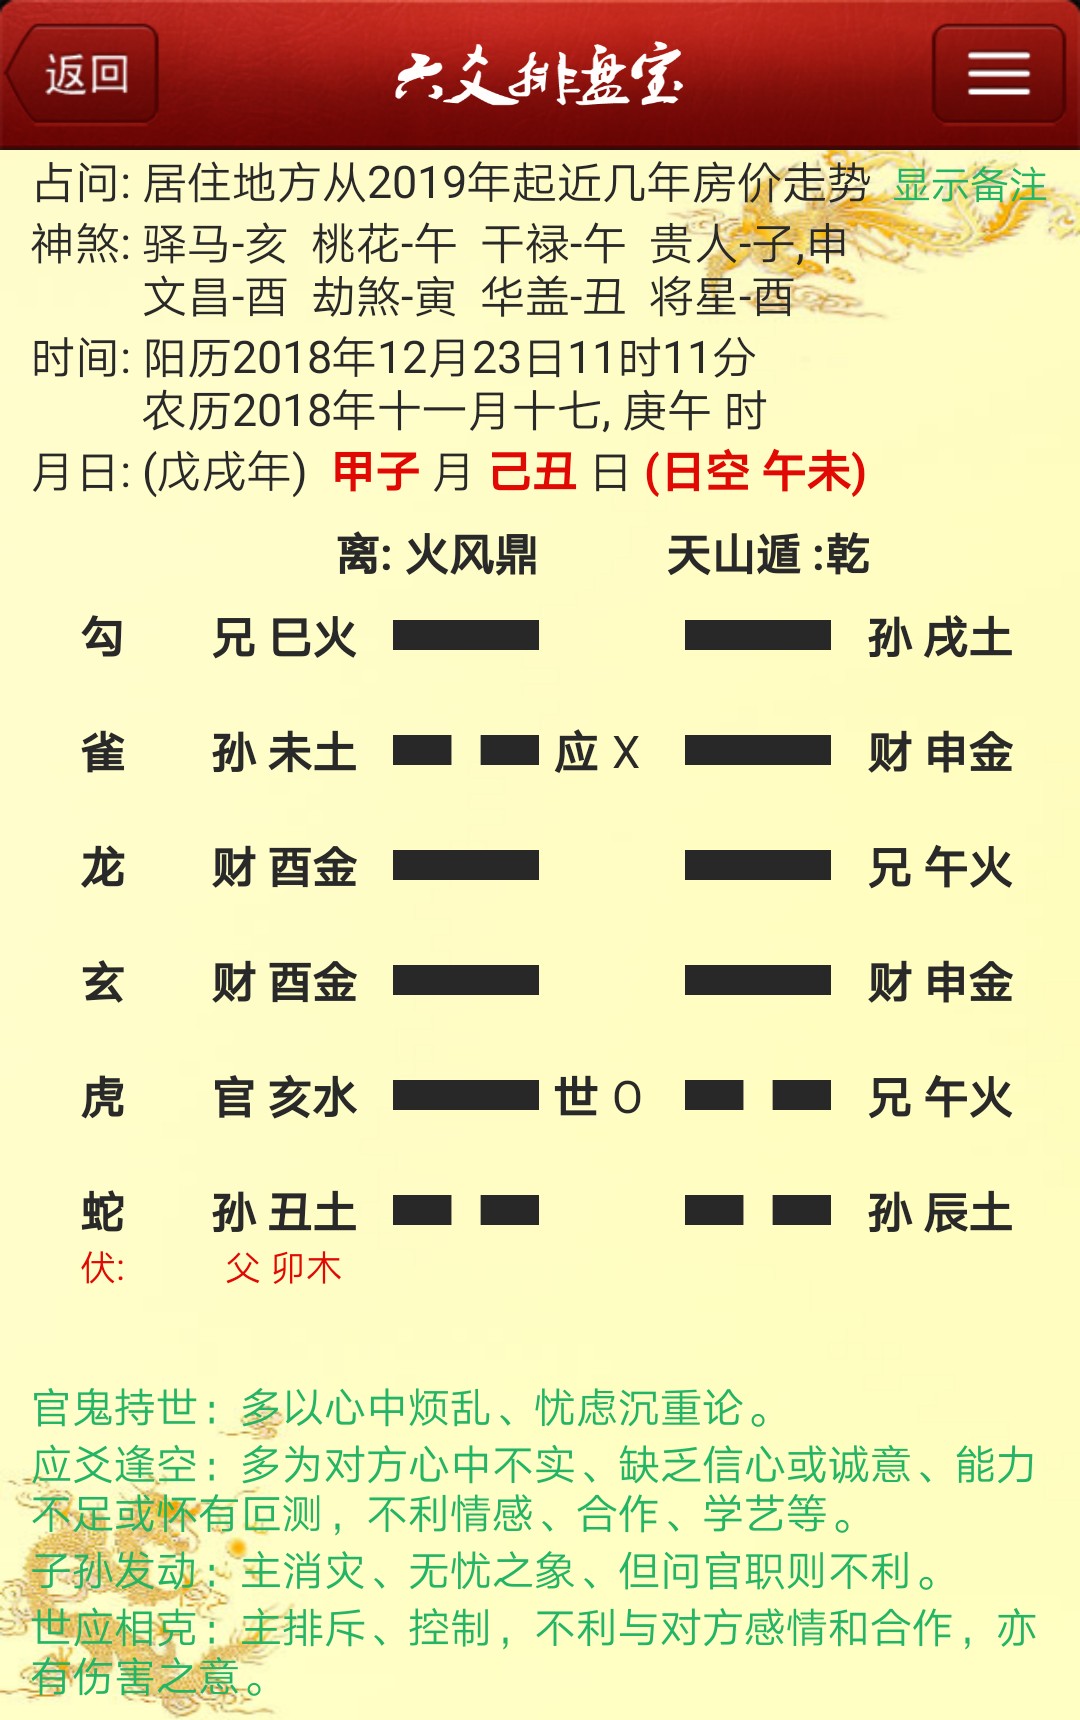 返回
六爻排盘宝
占问: 居住地方从2019年起近几年房价走势 显示备注
神煞: 驿马-亥 桃花-午 干禄-午 贵人-子,申
文昌-酉 劫煞-寅 华盖-丑 将星-酉
时间: 阳历2018年12月23日11时11分
农历2018年十一月十七, 庚午 时
月日: (戊戌年) 甲子 月 己丑 日 (日空 午未)
离: 火风鼎 天山遁 :乾
勾 兄 巳火 孙 戌土
雀 孙 未土 应 X 财 申金
龙 财 酉金 兄 午火
玄 财 酉金 财 申金
虎 官 亥水 世 O 兄 午火
蛇 孙 丑土 孙 辰土
伏: 父 卯木
官鬼持世：多以心中烦乱、忧虑沉重论。
应爻逢空：多为对方心中不实、缺乏信心或诚意、能力
不足或怀有叵测，不利情感、合作、学艺等。
子孙发动：主消灾、无忧之象、但问官职则不利。
世应相克：主排斥、控制，不利与对方感情和合作，亦
有伤害之意。